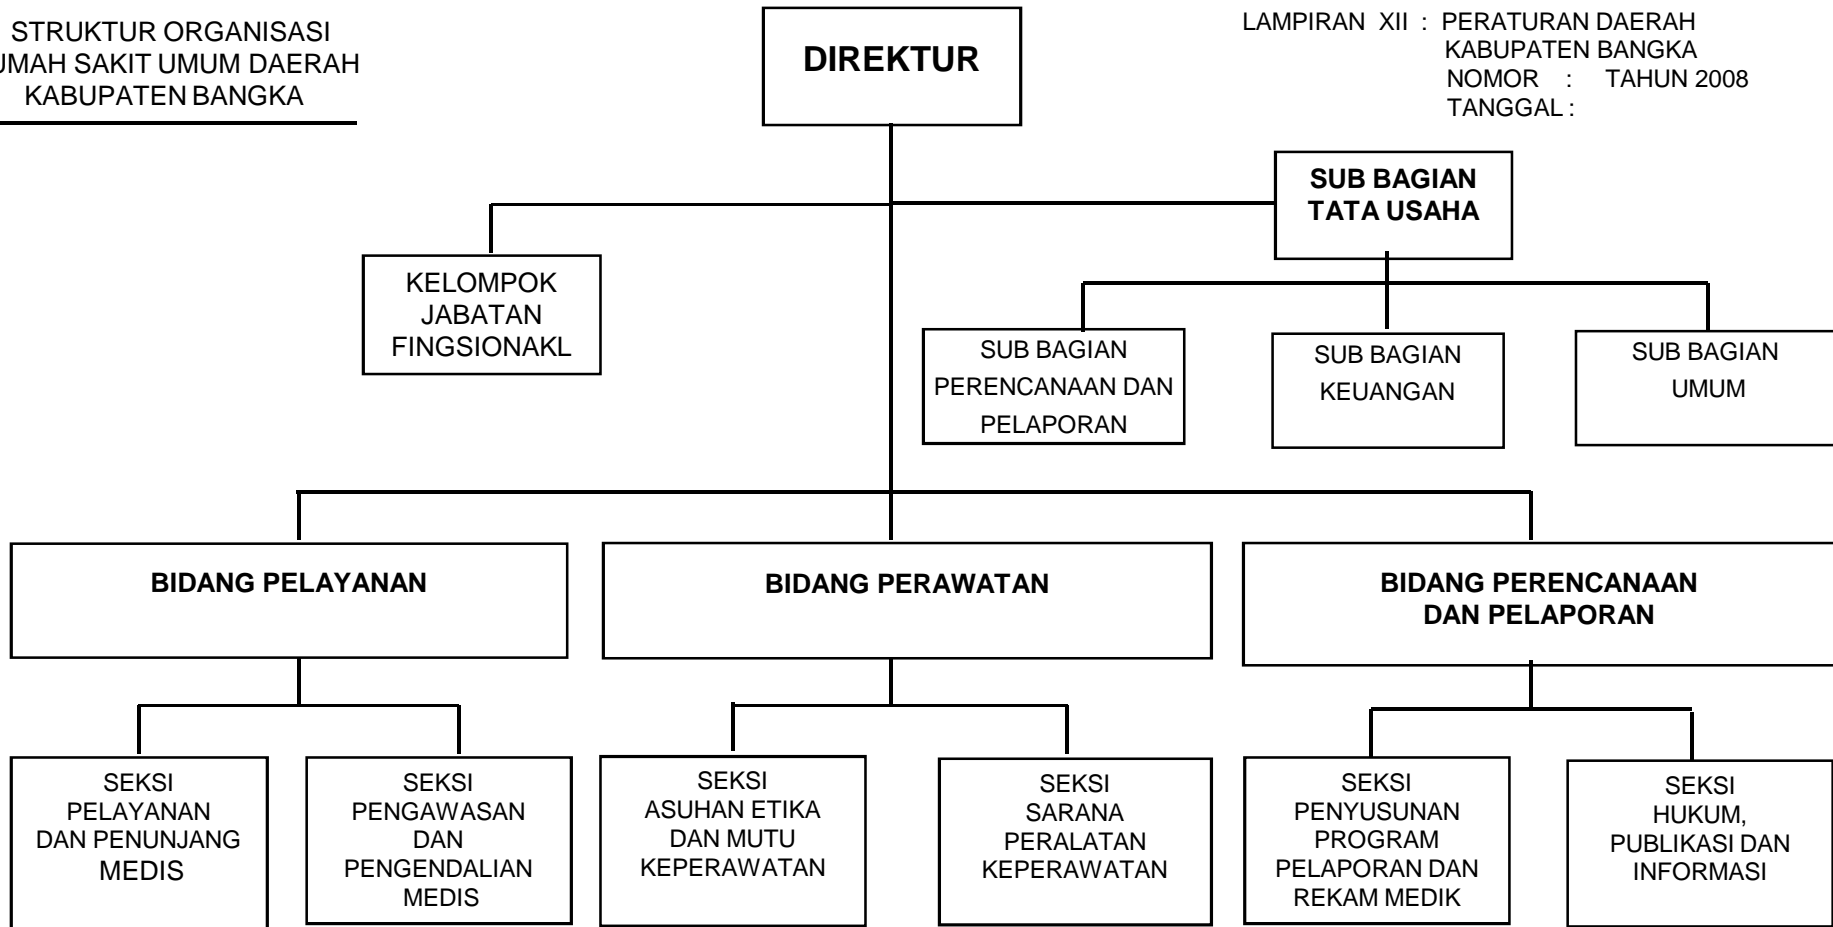 STRUKTUR ORGANISASI
UMAH SAKIT UMUM DAERAH
KABUPATEN BANGKA
DIREKTUR
LAMPIRAN XII : PERATURAN DAERAH
KABUPATEN BANGKA
NOMOR : TAHUN 2008
TANGGAL :
SUB BAGIAN
TATA USAHA
KELOMPOK
JABATAN
FINGSIONAKL
SUB BAGIAN
PERENCANAAN DAN
PELAPORAN
SUB BAGIAN
KEUANGAN
SUB BAGIAN
UMUM
BIDANG PELAYANAN
BIDANG PERAWATAN
BIDANG PERENCANAAN
DAN PELAPORAN
SEKSI
PELAYANAN
DAN PENUNJANG
MEDIS
SEKSI
PENGAWASAN
DAN
PENGENDALIAN
MEDIS
SEKSI
ASUHAN ETIKA
DAN MUTU
KEPERAWATAN
SEKSI
SARANA
PERALATAN
KEPERAWATAN
SEKSI
PENYUSUNAN
PROGRAM
PELAPORAN DAN
REKAM MEDIK
SEKSI
HUKUM,
PUBLIKASI DAN
INFORMASI